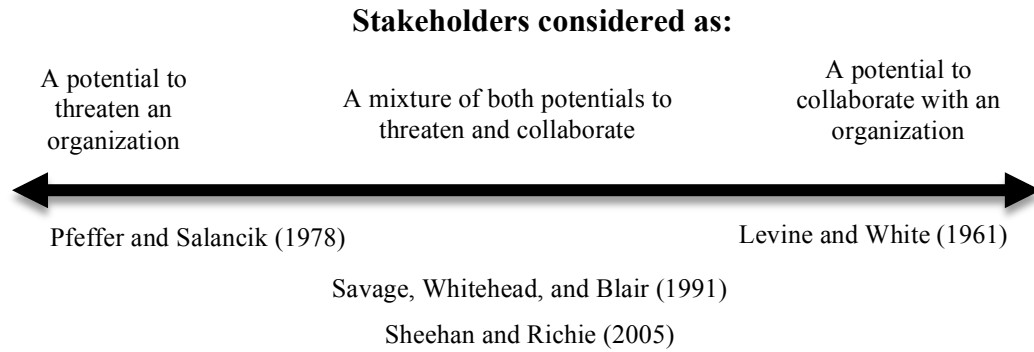 Stakeholders considered as:
A potential to
threaten an
organization
A mixture of both potentials to
threaten and collaborate
A potential to
collaborate with an
organization
Pfeffer and Salancik (1978)
Levine and White (1961)
Savage, Whitehead, and Blair (1991)
Sheehan and Richie (2005)